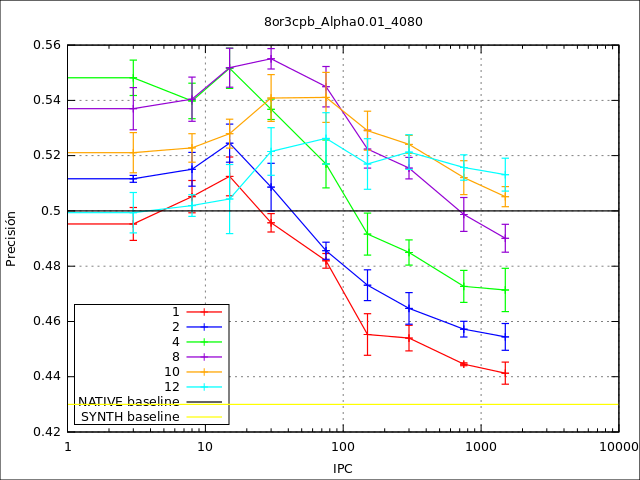 8or3cpb_Alpha0.01_4080
0.56
0.54
0.52
0.5
0.48
0.46
0.44
0.42
Precisión
1
2
4
8
10
12
NATIVE baseline
SYNTH baseline
1 10 100 1000 10000
IPC